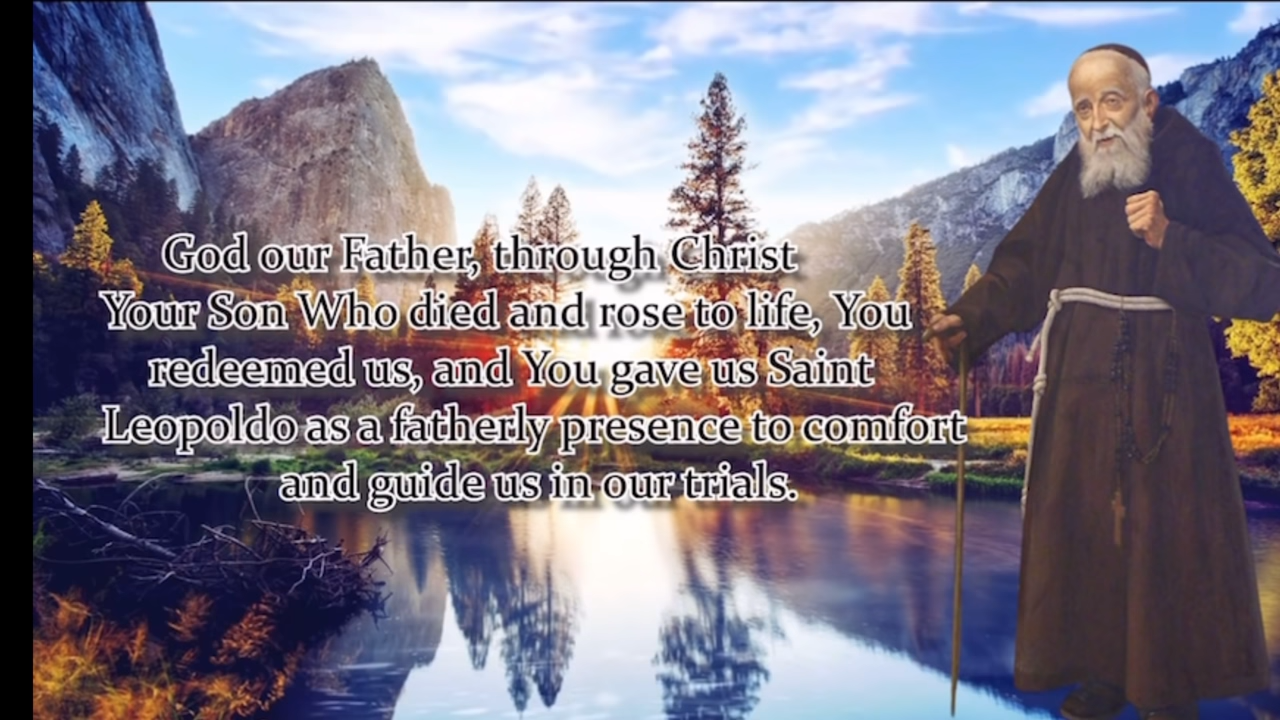 God our Father, through Christ
Your Son Who died and rose to life, You
redeemed us, and You gave us Saint
Leopoldo as a fatherly presence to comfort
and guide us in our trials.